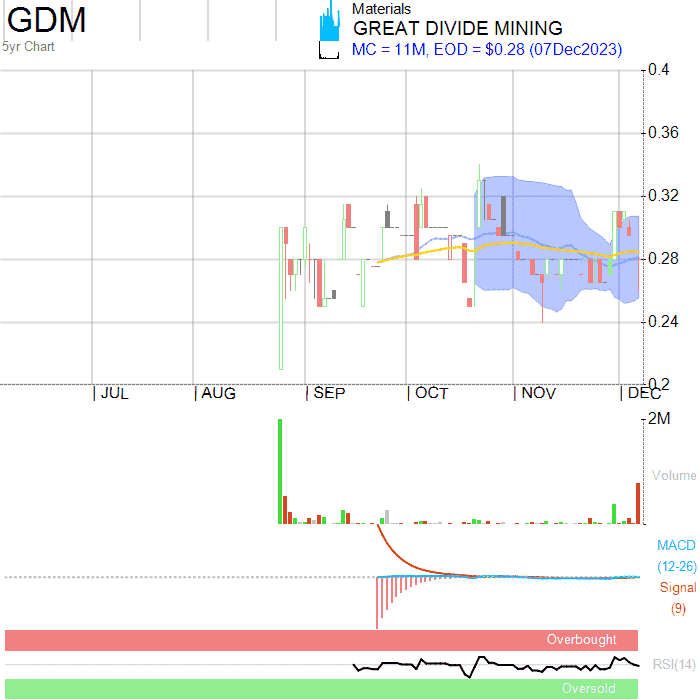 GDM
5yr Chart
Materials
GREAT DIVIDE MINING
MC = 11M, EOD = $0.28 (07Dec2023)
0.4
0.36
0.32
0.28
0.24
0.2
JUL AUG SEP OCT NOV DEC
2M
Volume
MACD
(12-26)
Signal
(9)
Overbought
RSI(14)
Oversold